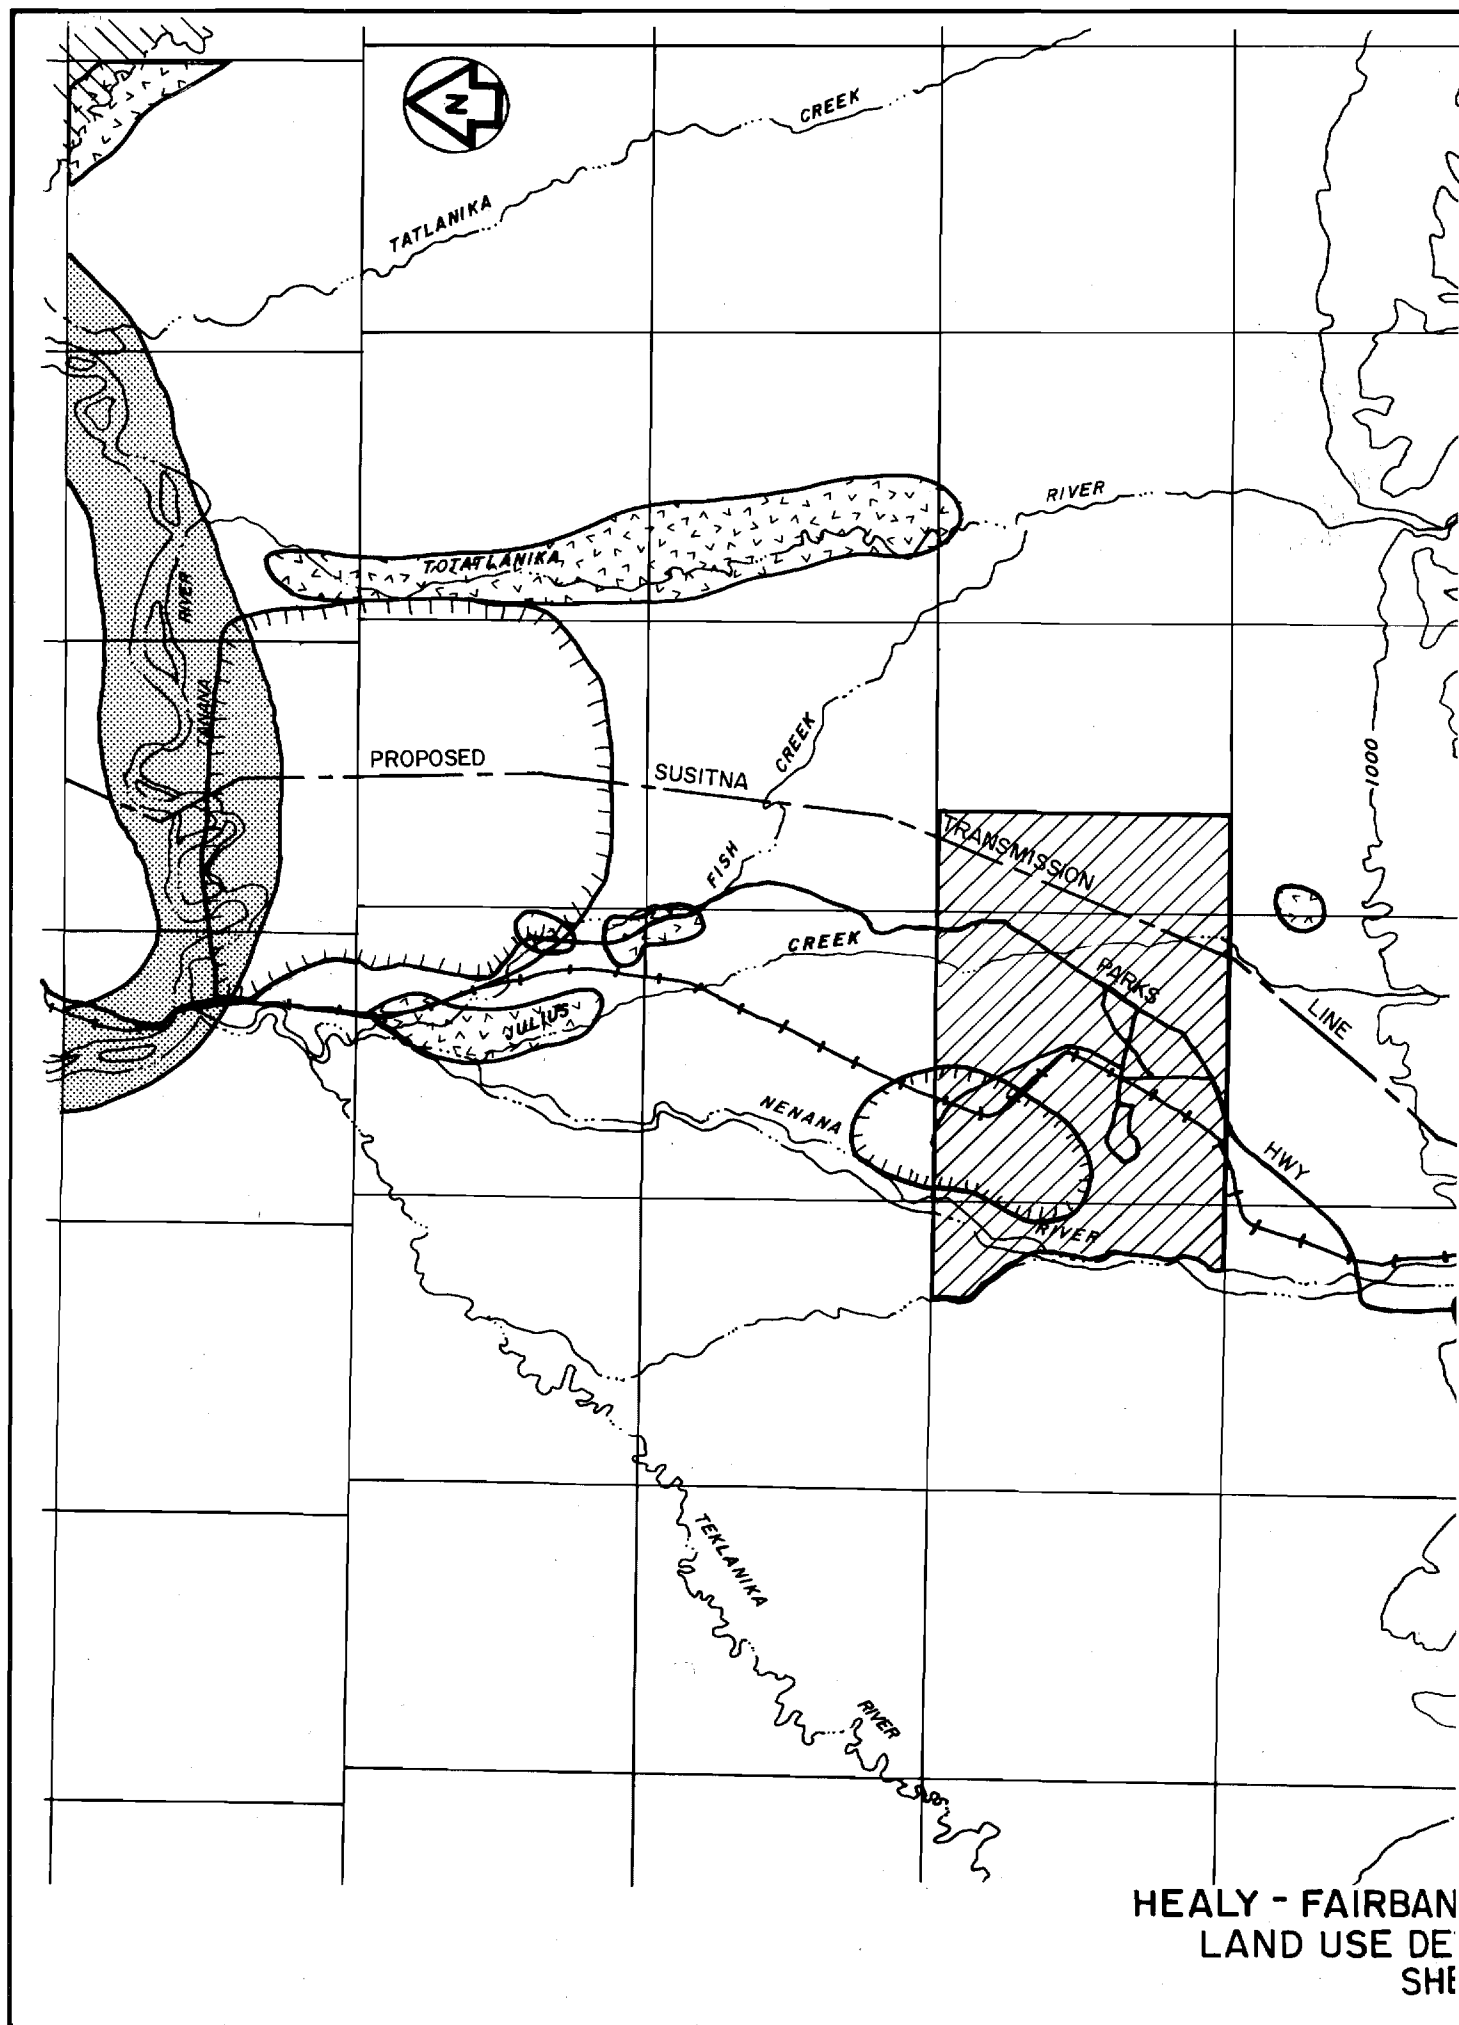 N
CREEK
TATLANIKA
RIVER
TOTATLANIKA
RIVER
TANANA
PROPOSED
SUSITNA
CREEK
FISH
TRANSMISSION
1000
CREEK
PARKS
LINE
JULIUS
NENANA
HWY
RIVER
TEKLANIKA
RIVER
HEALY - FAIRBAN
LAND USE DE
SHE